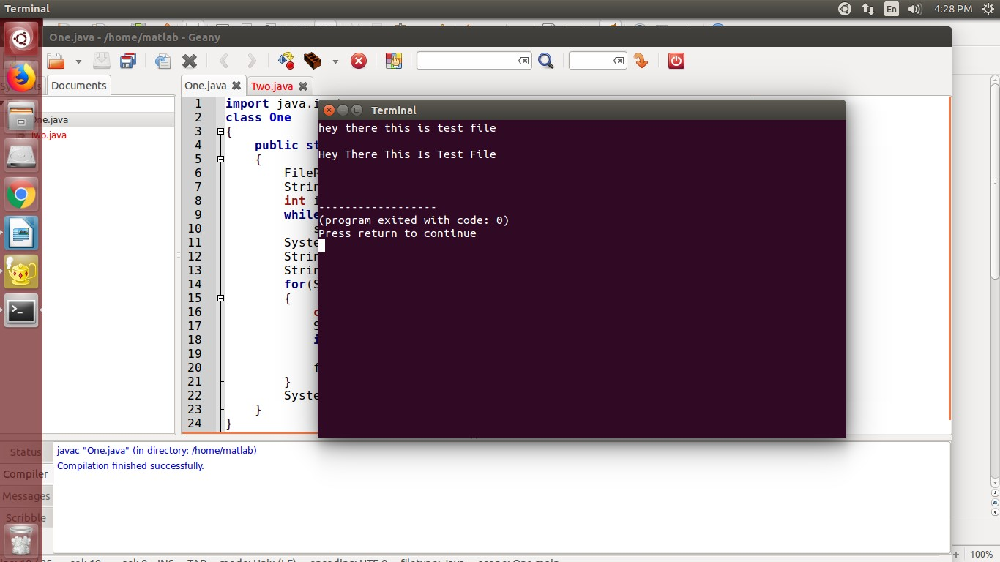 Terminal
En
4:28 PM
One.java - /home/matlab - Geany
Documents
One.java
Two.java
One.java
Two.java
1 import java.i
2 class One
3 {
4 public st
5 {
6 FileR
7 Strin
8 int i
9 while
10 s
11 Syste
12 Strin
13 Strin
14 for(S
15 {
16
17 S
18 i
19
20 f
21 }
22 Syste
23 }
24 }
Terminal
hey there this is test file
Hey There This Is Test File
------------------
(program exited with code: 0)
Press return to continue
Status
Compiler
Messages
Scribble
javac "One.java" (in directory: /home/matlab)
Compilation finished successfully.
100%